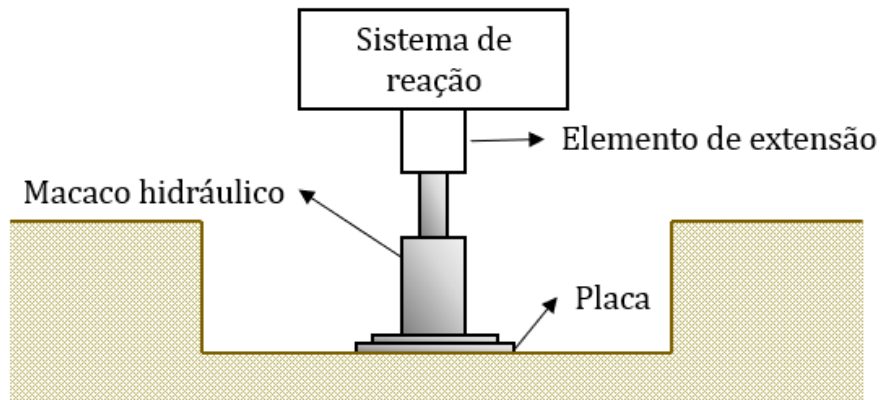 Sistema de
reação
Elemento de extensão
Macaco hidráulico
Placa